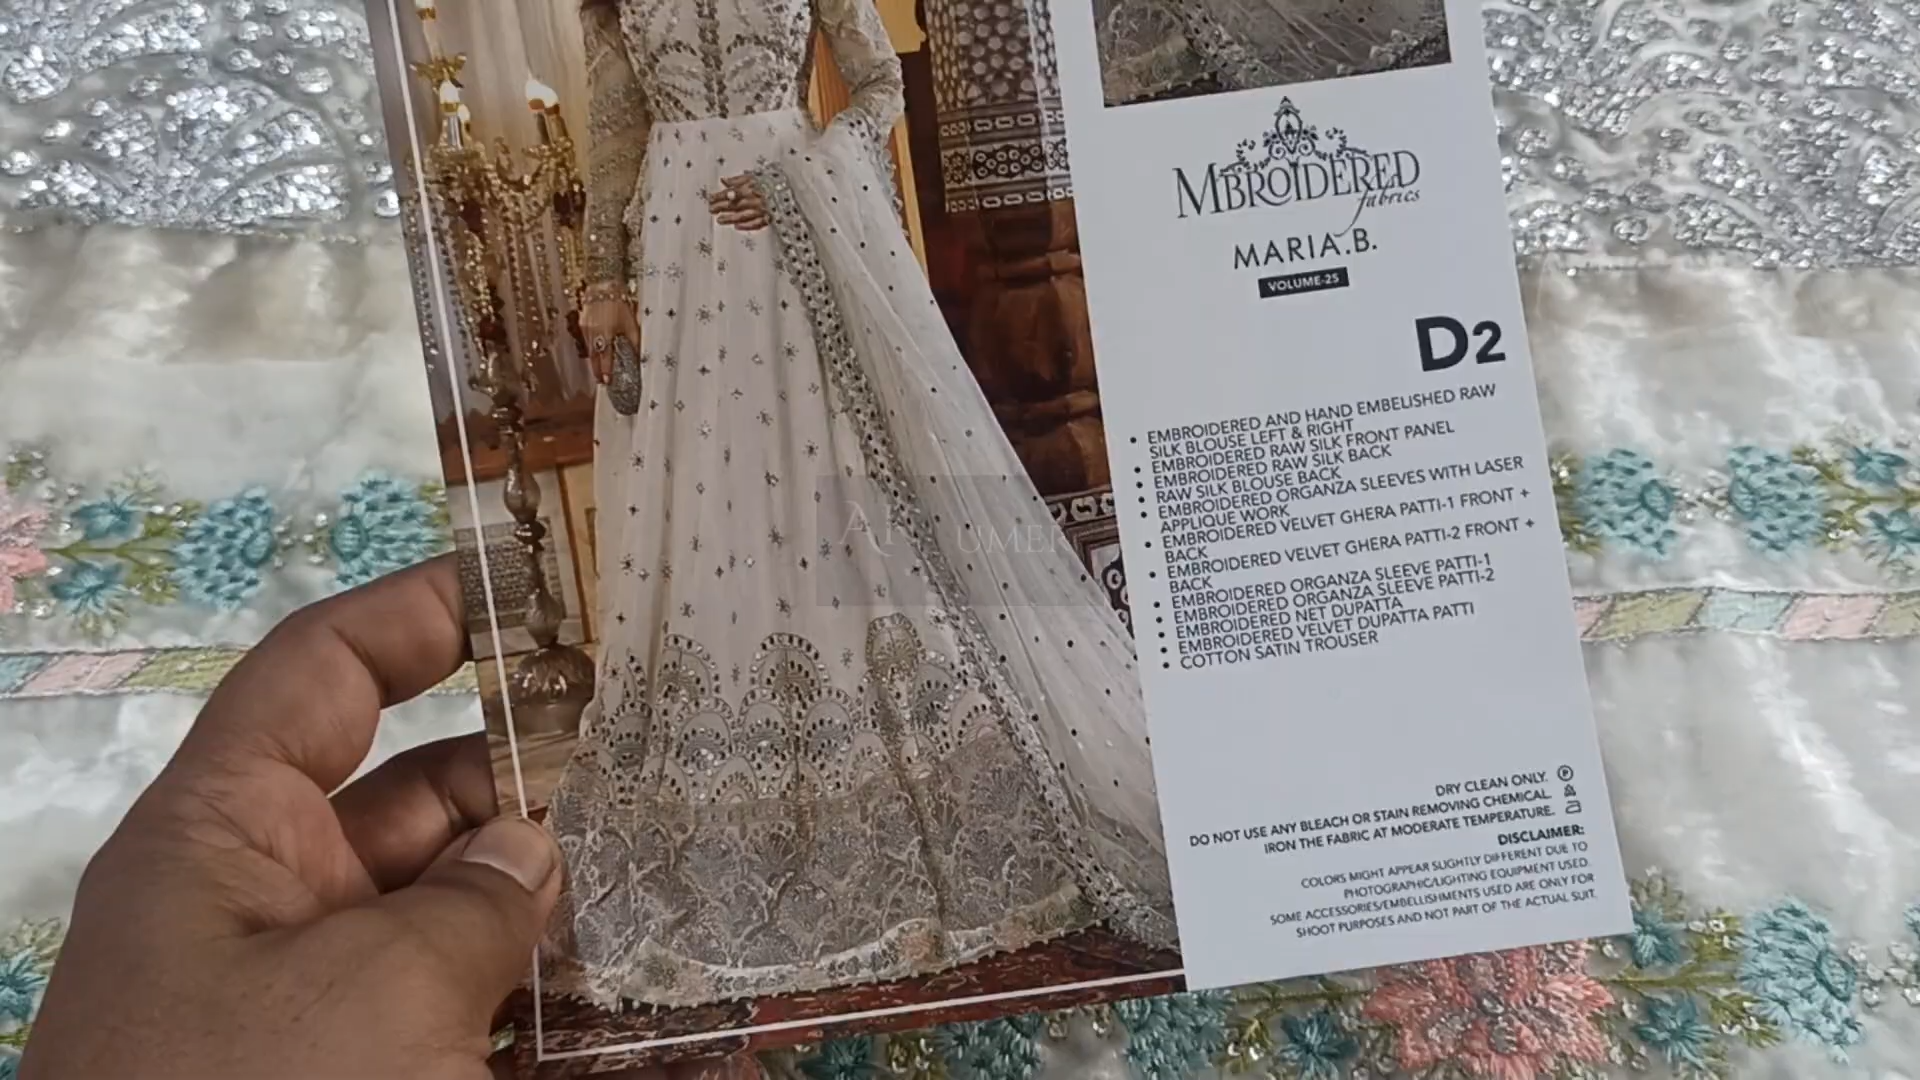 MBROIDERED
fabrics
MARIA.B.
VOLUME-25
D2
• EMBROIDERED AND HAND EMBELISHED RAW
SILK BLOUSE LEFT & RIGHT
• EMBROIDERED RAW SILK FRONT PANEL
• EMBROIDERED RAW SILK BACK
• RAW SILK BLOUSE BACK
• EMBROIDERED ORGANZA SLEEVES WITH LASER
APPLIQUE WORK
• EMBROIDERED VELVET GHERA PATTI-1 FRONT +
BACK
• EMBROIDERED VELVET GHERA PATTI-2 FRONT +
BACK
• EMBROIDERED ORGANZA SLEEVE PATTI-1
• EMBROIDERED ORGANZA SLEEVE PATTI-2
• EMBROIDERED NET DUPATTA
• EMBROIDERED VELVET DUPATTA PATTI
• COTTON SATIN TROUSER
DRY CLEAN ONLY.
DO NOT USE ANY BLEACH OR STAIN REMOVING CHEMICAL.
IRON THE FABRIC AT MODERATE TEMPERATURE.
DISCLAIMER:
COLORS MIGHT APPEAR SLIGHTLY DIFFERENT DUE TO
PHOTOGRAPHIC/LIGHTING EQUIPMENT USED.
SOME ACCESSORIES/EMBELLISHMENTS USED ARE ONLY FOR
SHOOT PURPOSES AND NOT PART OF THE ACTUAL SUIT.